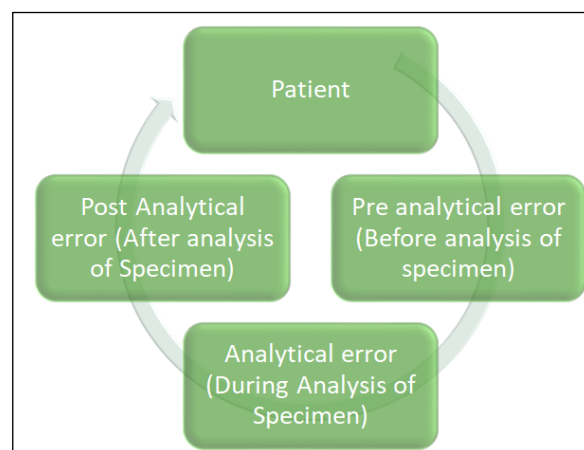 Patient
Pre analytical error
(Before analysis of
specimen)
Analytical error
(During Analysis of
Specimen)
Post Analytical
error (After analysis
of Specimen)